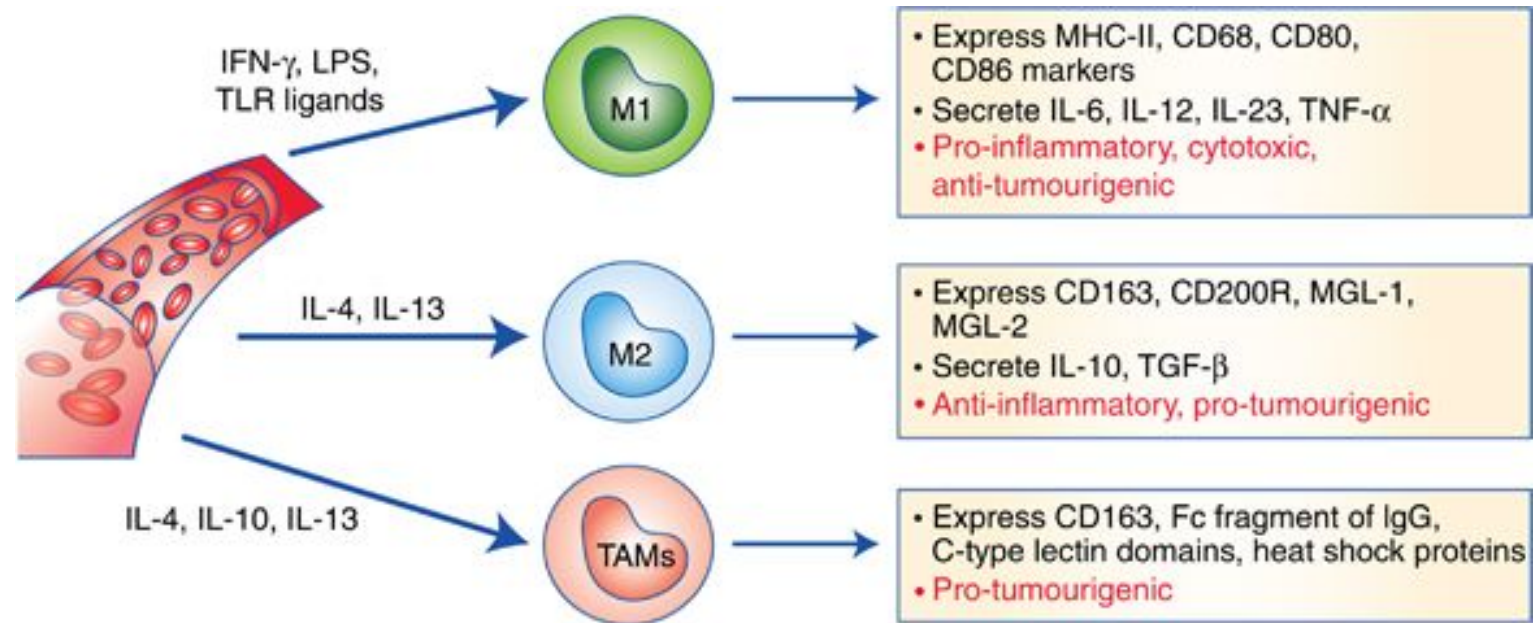 IFN-γ, LPS,
TLR ligands
M1
• Express MHC-II, CD68, CD80,
CD86 markers
• Secrete IL-6, IL-12, IL-23, TNF-α
• Pro-inflammatory, cytotoxic,
anti-tumourigenic
IL-4, IL-13
M2
• Express CD163, CD200R, MGL-1,
MGL-2
• Secrete IL-10, TGF-β
• Anti-inflammatory, pro-tumourigenic
IL-4, IL-10, IL-13
TAMs
• Express CD163, Fc fragment of IgG,
C-type lectin domains, heat shock proteins
• Pro-tumourigenic